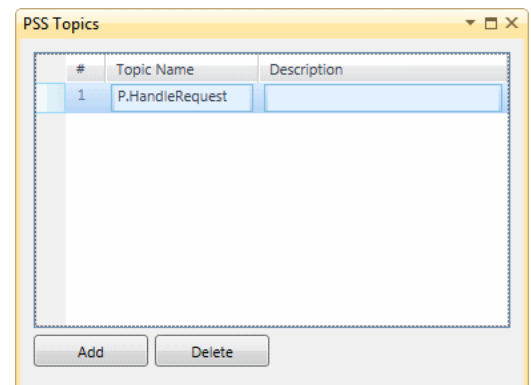 PSS Topics
# Topic Name Description
1 P.HandleRequest
Add Delete